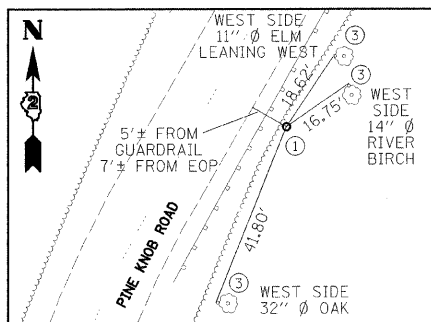 N
2
WEST SIDE
11" Ø ELM
LEANING WEST
3
3
18.62'
16.75'
WEST
SIDE
14" Ø
RIVER
BIRCH
5'± FROM
GUARDRAIL
7'± FROM EOP
1
PINE KNOB ROAD
41.80'
3
WEST SIDE
32" Ø OAK